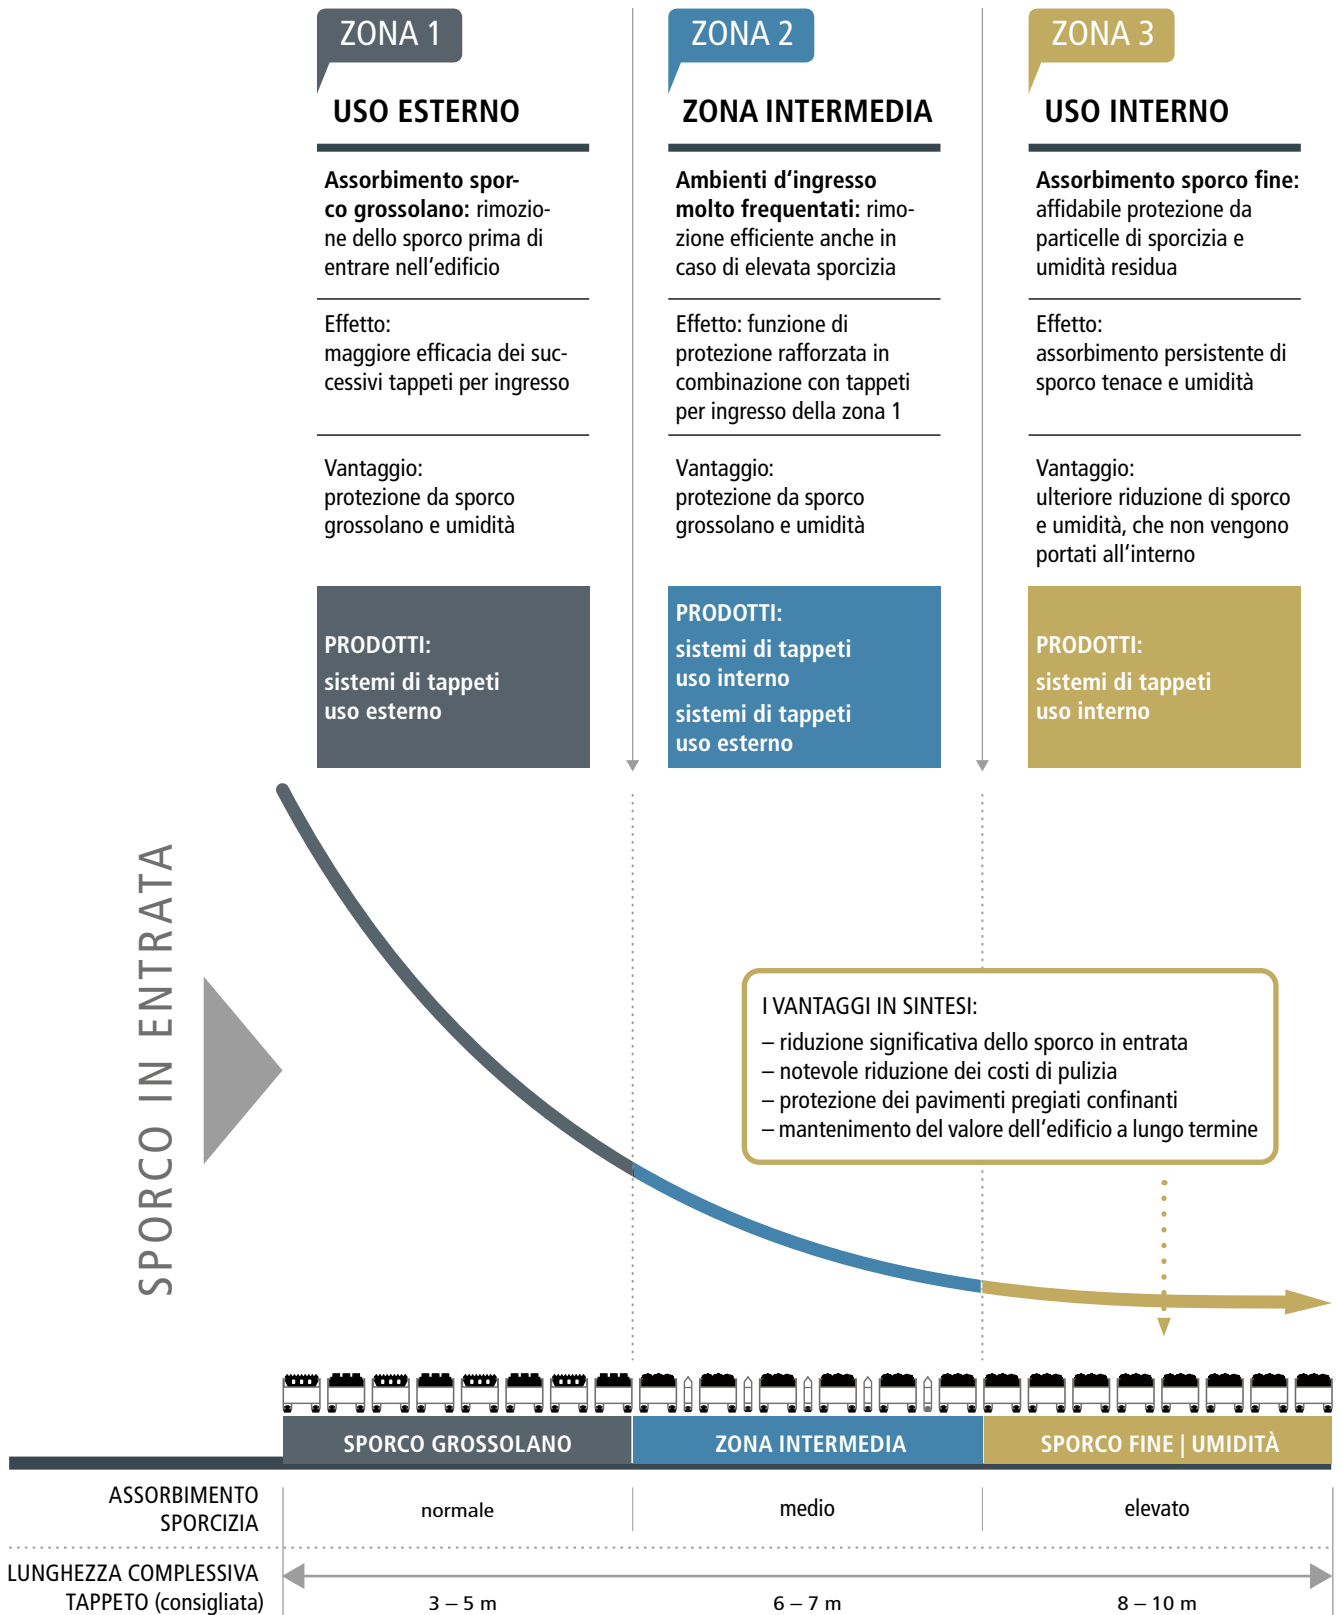 ZONA 1
USO ESTERNO
Assorbimento spor-
co grossolano: rimozio-
ne dello sporco prima di
entrare nell'edificio
Effetto:
maggiore efficacia dei suc-
cessivi tappeti per ingresso
Vantaggio:
protezione da sporco
grossolano e umidità
PRODOTTI:
sistemi di tappeti
uso esterno
ZONA 2
ZONA INTERMEDIA
Ambienti d‘ingresso
molto frequentati: rimo-
zione efficiente anche in
caso di elevata sporcizia
Effetto: funzione di
protezione rafforzata in
combinazione con tappeti
per ingresso della zona 1
Vantaggio:
protezione da sporco
grossolano e umidità
PRODOTTI:
sistemi di tappeti
uso interno
sistemi di tappeti
uso esterno
ZONA 3
USO INTERNO
Assorbimento sporco fine:
affidabile protezione da
particelle di sporcizia e
umidità residua
Effetto:
assorbimento persistente di
sporco tenace e umidità
Vantaggio:
ulteriore riduzione di sporco
e umidità, che non vengono
portati all‘interno
PRODOTTI:
sistemi di tappeti
uso interno
SPORCO IN ENTRATA
I VANTAGGI IN SINTESI:
– riduzione significativa dello sporco in entrata
– notevole riduzione dei costi di pulizia
– protezione dei pavimenti pregiati confinanti
– mantenimento del valore dell‘edificio a lungo termine
SPORCO GROSSOLANO
ZONA INTERMEDIA
SPORCO FINE | UMIDITÀ
ASSORBIMENTO
SPORCIZIA
normale
medio
elevato
LUNGHEZZA COMPLESSIVA
TAPPETO (consigliata)
3 – 5 m
6 – 7 m
8 – 10 m